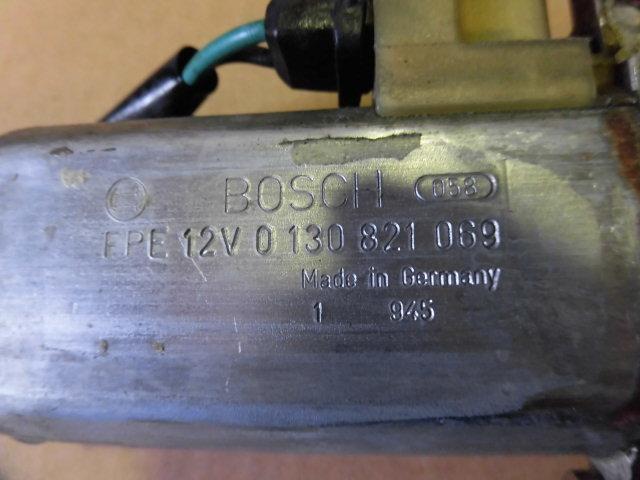 BOSCH 058
FPE 12V 0 130 821 069
Made in Germany
1 945